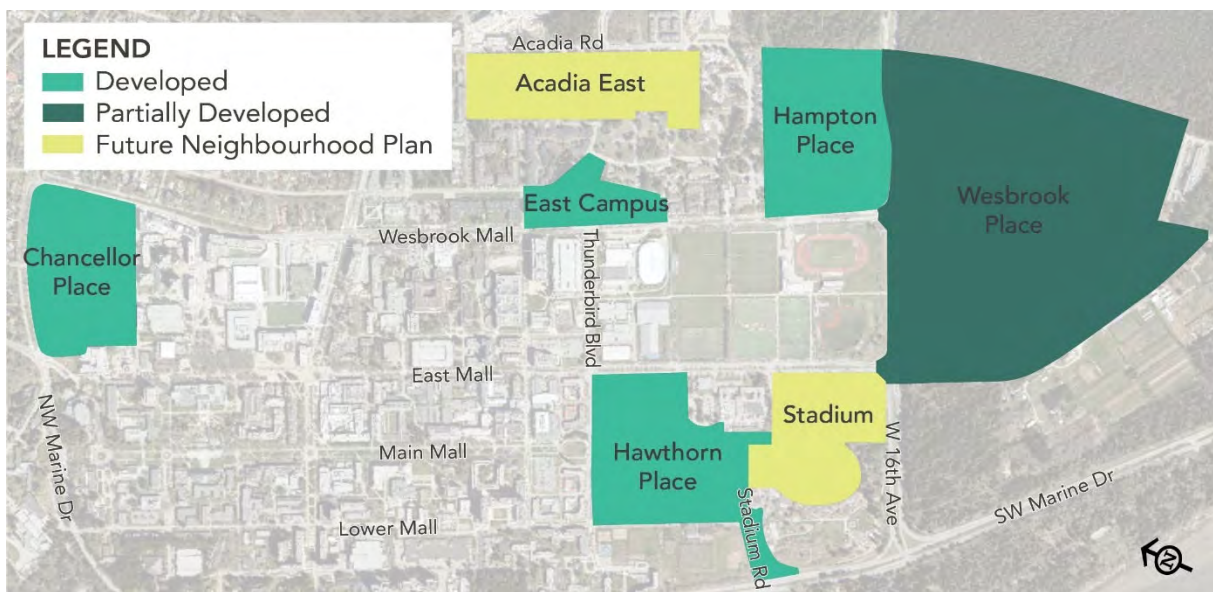 LEGEND
Developed
Partially Developed
Future Neighbourhood Plan
Acadia Rd
Acadia East
Hampton
Place
Wesbrook
Place
East Campus
Wesbrook Mall
Thunderbird Blvd
Chancellor
Place
East Mall
Stadium
Main Mall
Hawthorn
Place
NW Marine Dr
W 16th Ave
SW Marine Dr
Lower Mall
Stadium Rd
N